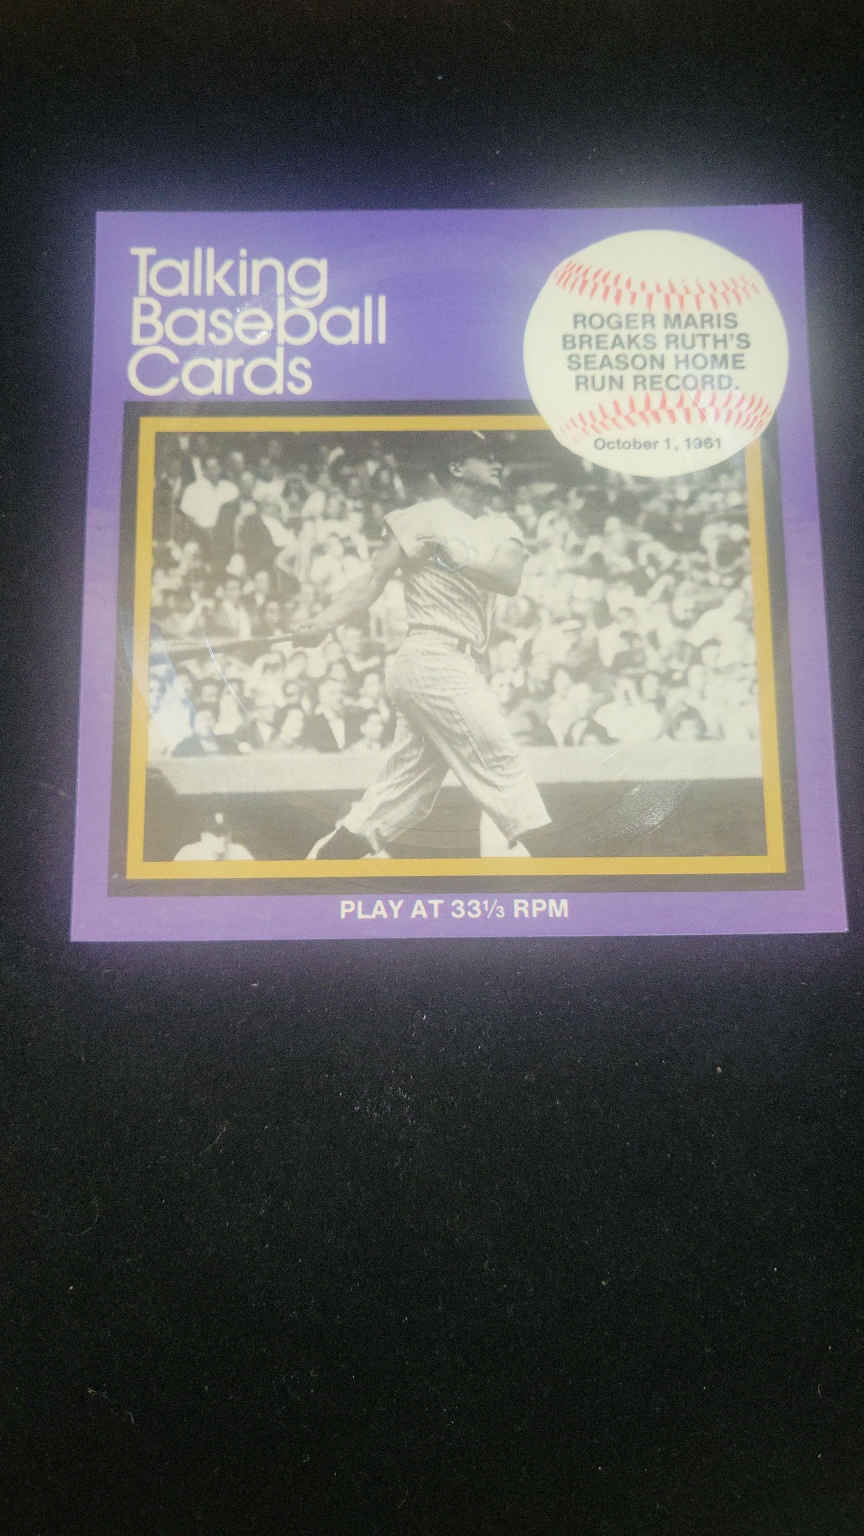 Talking
Baseball
Cards
ROGER MARIS
BREAKS RUTH'S
SEASON HOME
RUN RECORD.
October 1, 1961
PLAY AT 33⅓ RPM